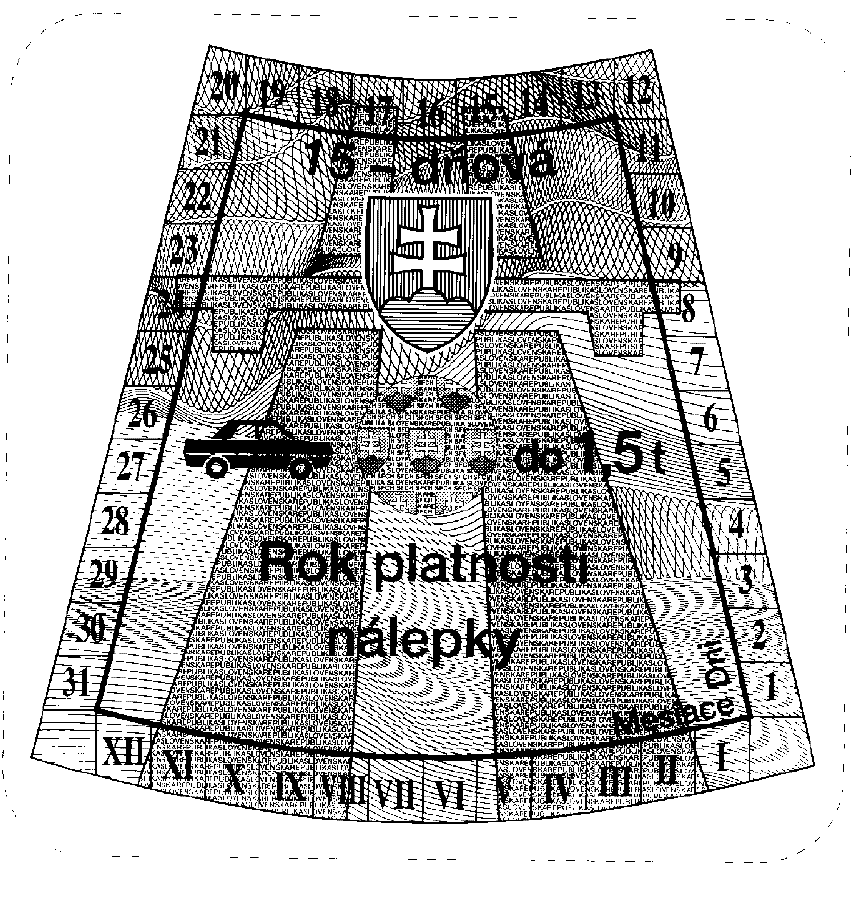 20 19 18 17 16 15 14 13 12
21 11
15 – dňová
22 10
23 9
24 8
25 7
26 6
27 do 1,5 t 5
28 4
Rok platnosti
29 3
nálepky
30 2
31 Dni 1
Mesiace
XII XI X IX VIII VII VI V IV III II I